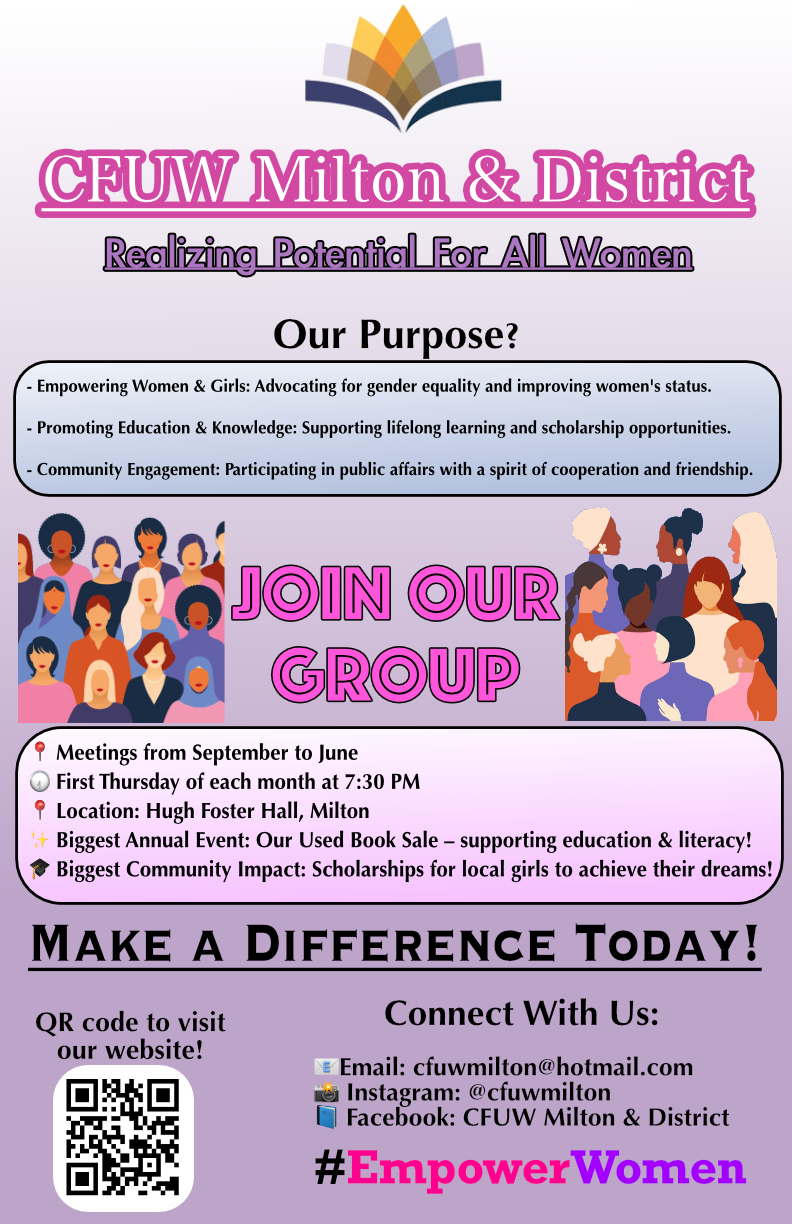 CFUW Milton & District
Realizing Potential For All Women
Our Purpose?
- Empowering Women & Girls: Advocating for gender equality and improving women's status.
- Promoting Education & Knowledge: Supporting lifelong learning and scholarship opportunities.
- Community Engagement: Participating in public affairs with a spirit of cooperation and friendship.
JOIN OUR
GROUP
📍 Meetings from September to June
🕢 First Thursday of each month at 7:30 PM
📍 Location: Hugh Foster Hall, Milton
✨ Biggest Annual Event: Our Used Book Sale – supporting education & literacy!
🎓 Biggest Community Impact: Scholarships for local girls to achieve their dreams!
Make a Difference Today!
QR code to visit
our website!
Connect With Us:
📧Email: cfuwmilton@hotmail.com
📸 Instagram: @cfuwmilton
📘 Facebook: CFUW Milton & District
#EmpowerWomen